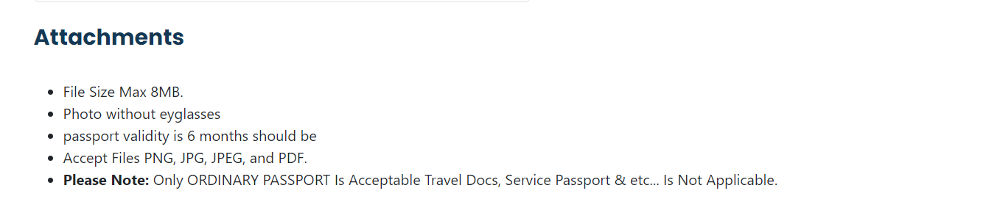 Attachments
File Size Max 8MB.
Photo without eyglasses
passport validity is 6 months should be
Accept Files PNG, JPG, JPEG, and PDF.
Please Note: Only ORDINARY PASSPORT Is Acceptable Travel Docs, Service Passport & etc... Is Not Applicable.